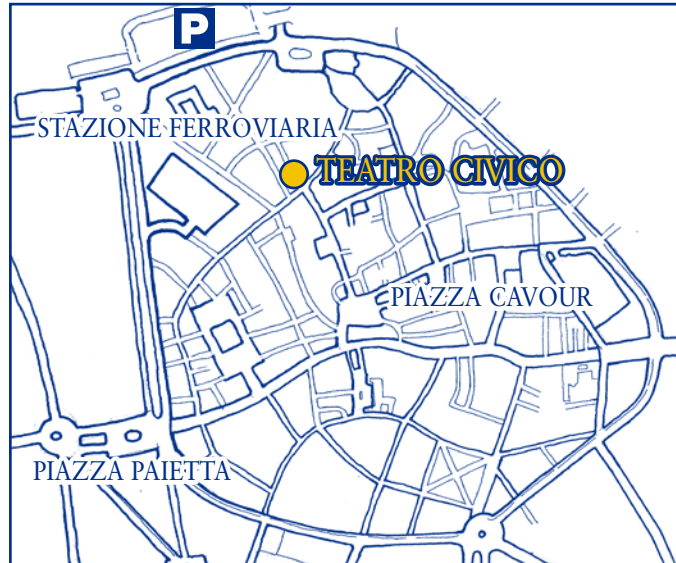 P
STAZIONE FERROVIARIA
TEATRO CIVICO
PIAZZA CAVOUR
PIAZZA PAIETTA